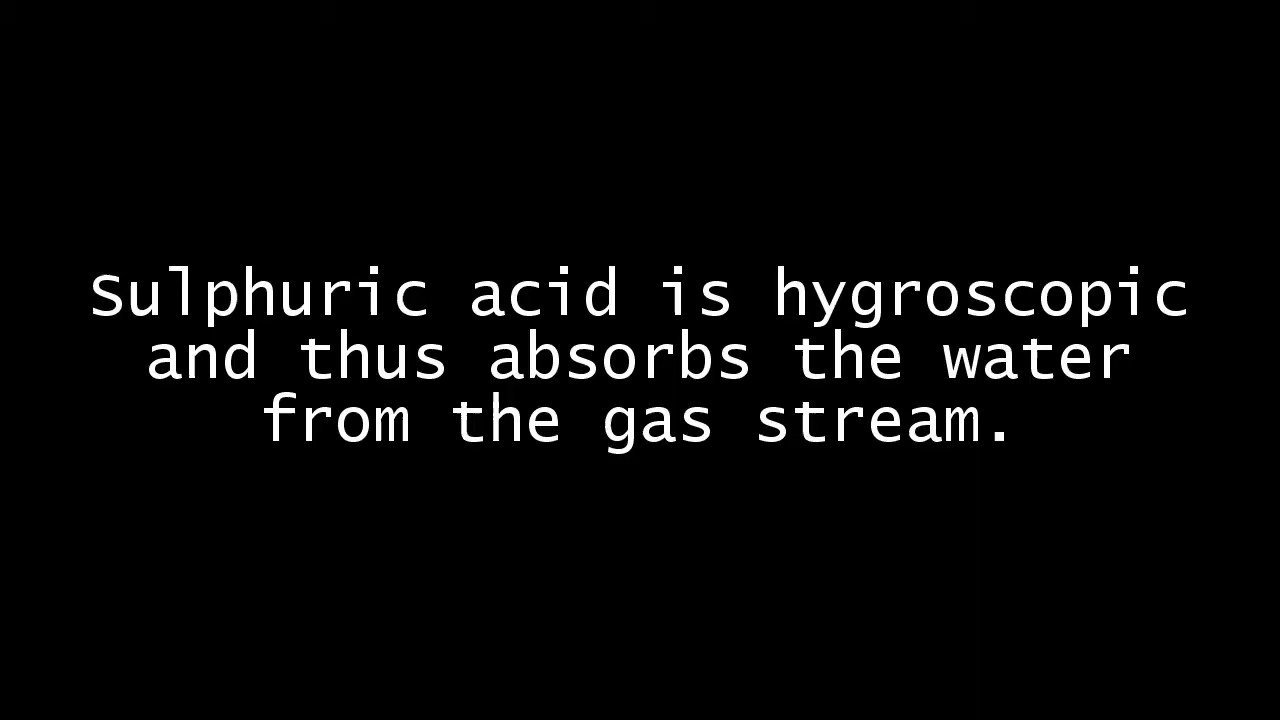 Sulphuric acid is hygroscopic
and thus absorbs the water
from the gas stream.